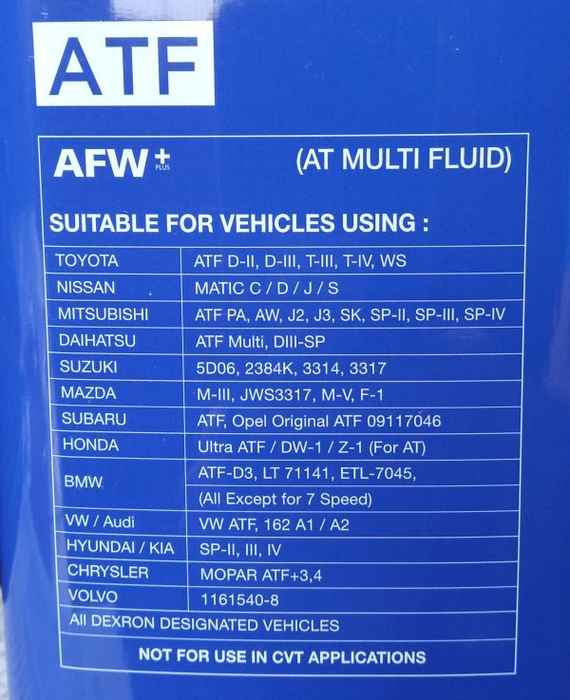 ATF
AFW+ PLUS (AT MULTI FLUID)
SUITABLE FOR VEHICLES USING :
TOYOTA ATF D-II, D-III, T-III, T-IV, WS
NISSAN MATIC C / D / J / S
MITSUBISHI ATF PA, AW, J2, J3, SK, SP-II, SP-III, SP-IV
DAIHATSU ATF Multi, DIII-SP
SUZUKI 5D06, 2384K, 3314, 3317
MAZDA M-III, JWS3317, M-V, F-1
SUBARU ATF, Opel Original ATF 09117046
HONDA Ultra ATF / DW-1 / Z-1 (For AT)
BMW ATF-D3, LT 71141, ETL-7045,
(All Except for 7 Speed)
VW / Audi VW ATF, 162 A1 / A2
HYUNDAI / KIA SP-II, III, IV
CHRYSLER MOPAR ATF+3,4
VOLVO 1161540-8
All DEXRON DESIGNATED VEHICLES
NOT FOR USE IN CVT APPLICATIONS